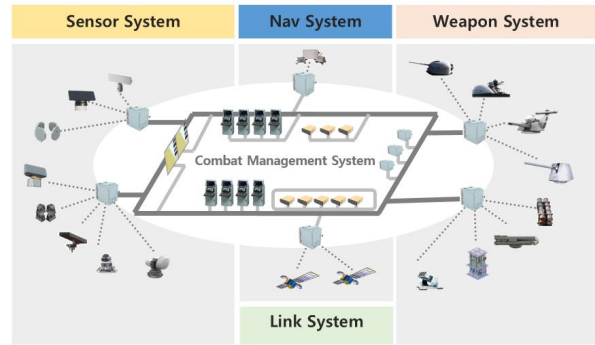 Sensor System
Nav System
Weapon System
Combat Management System
Link System